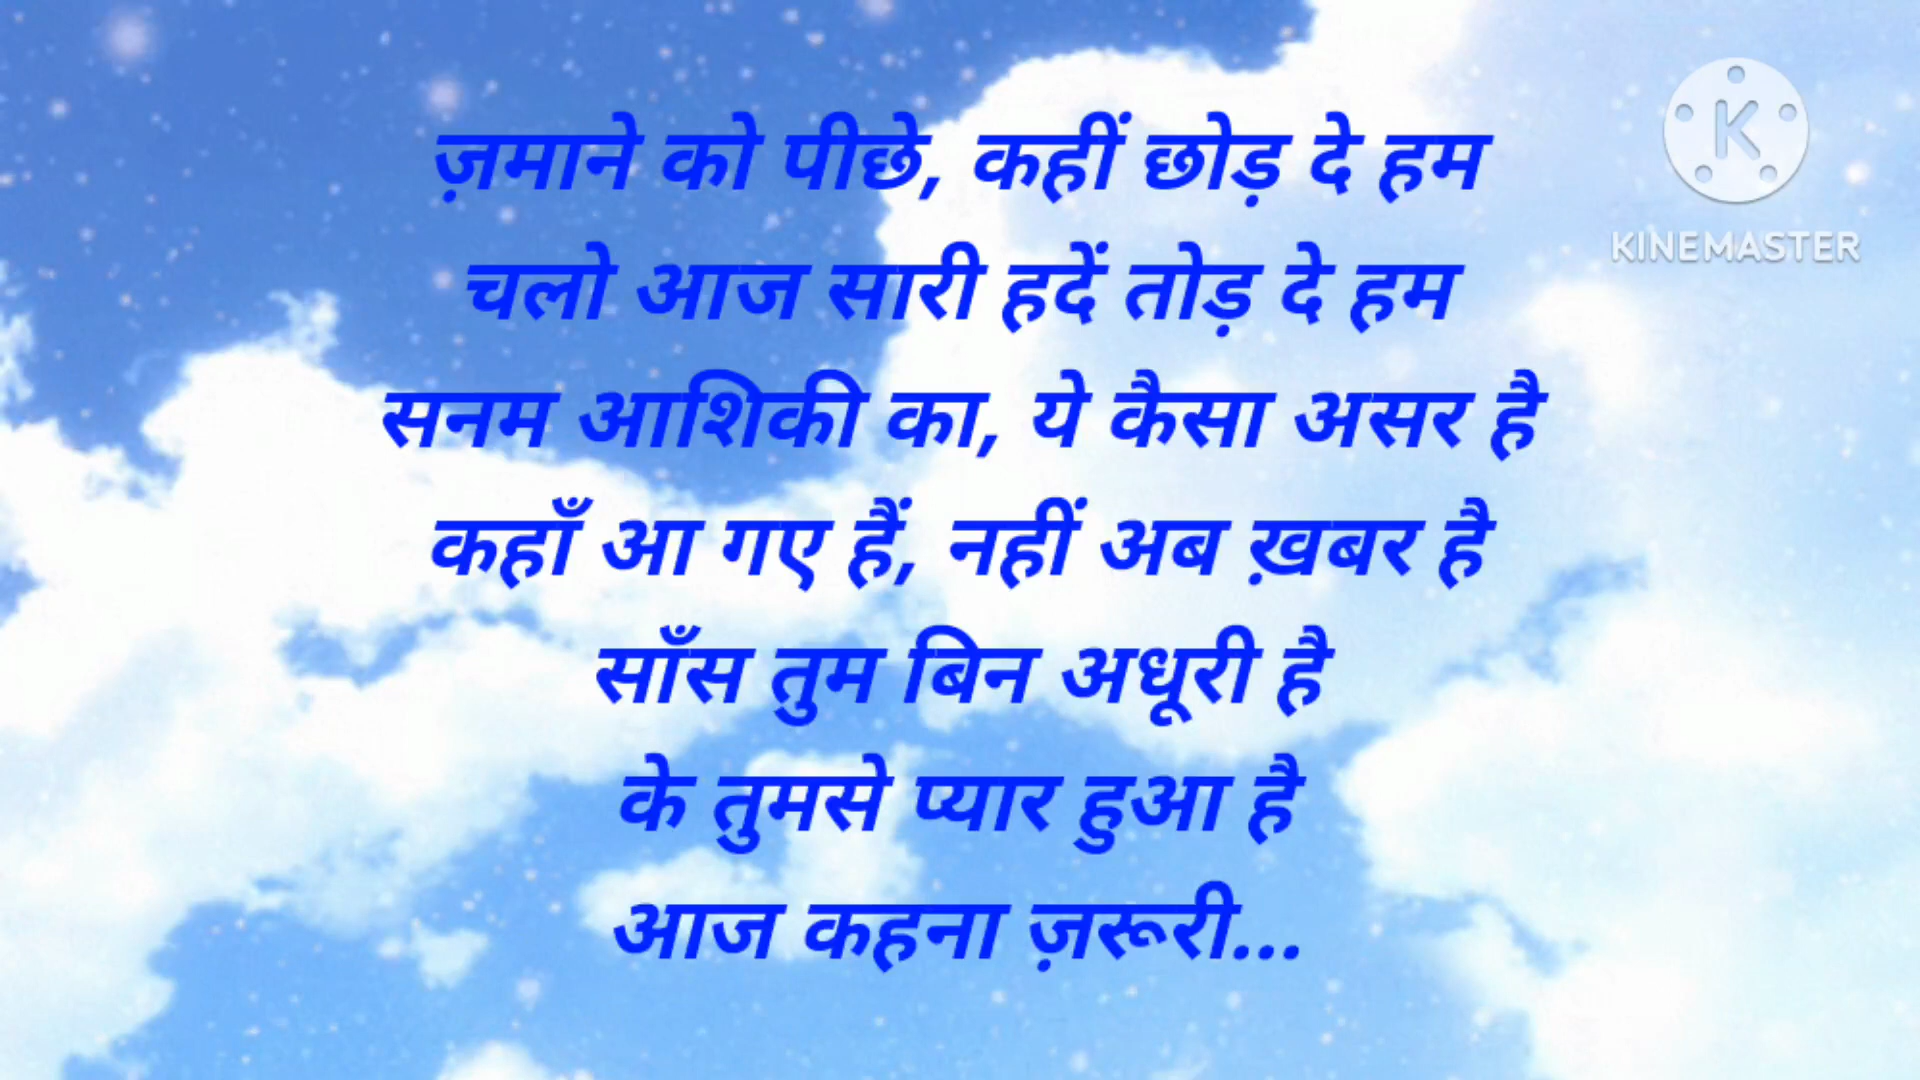 ज़माने को पीछे, कहीं छोड़ दे हम
चलो आज सारी हदें तोड़ दे हम
सनम आशिकी का, ये कैसा असर है
कहाँ आ गए हैं, नहीं अब ख़बर है
साँस तुम बिन अधूरी है
के तुमसे प्यार हुआ है
आज कहना ज़रूरी...
K
KINEMASTER